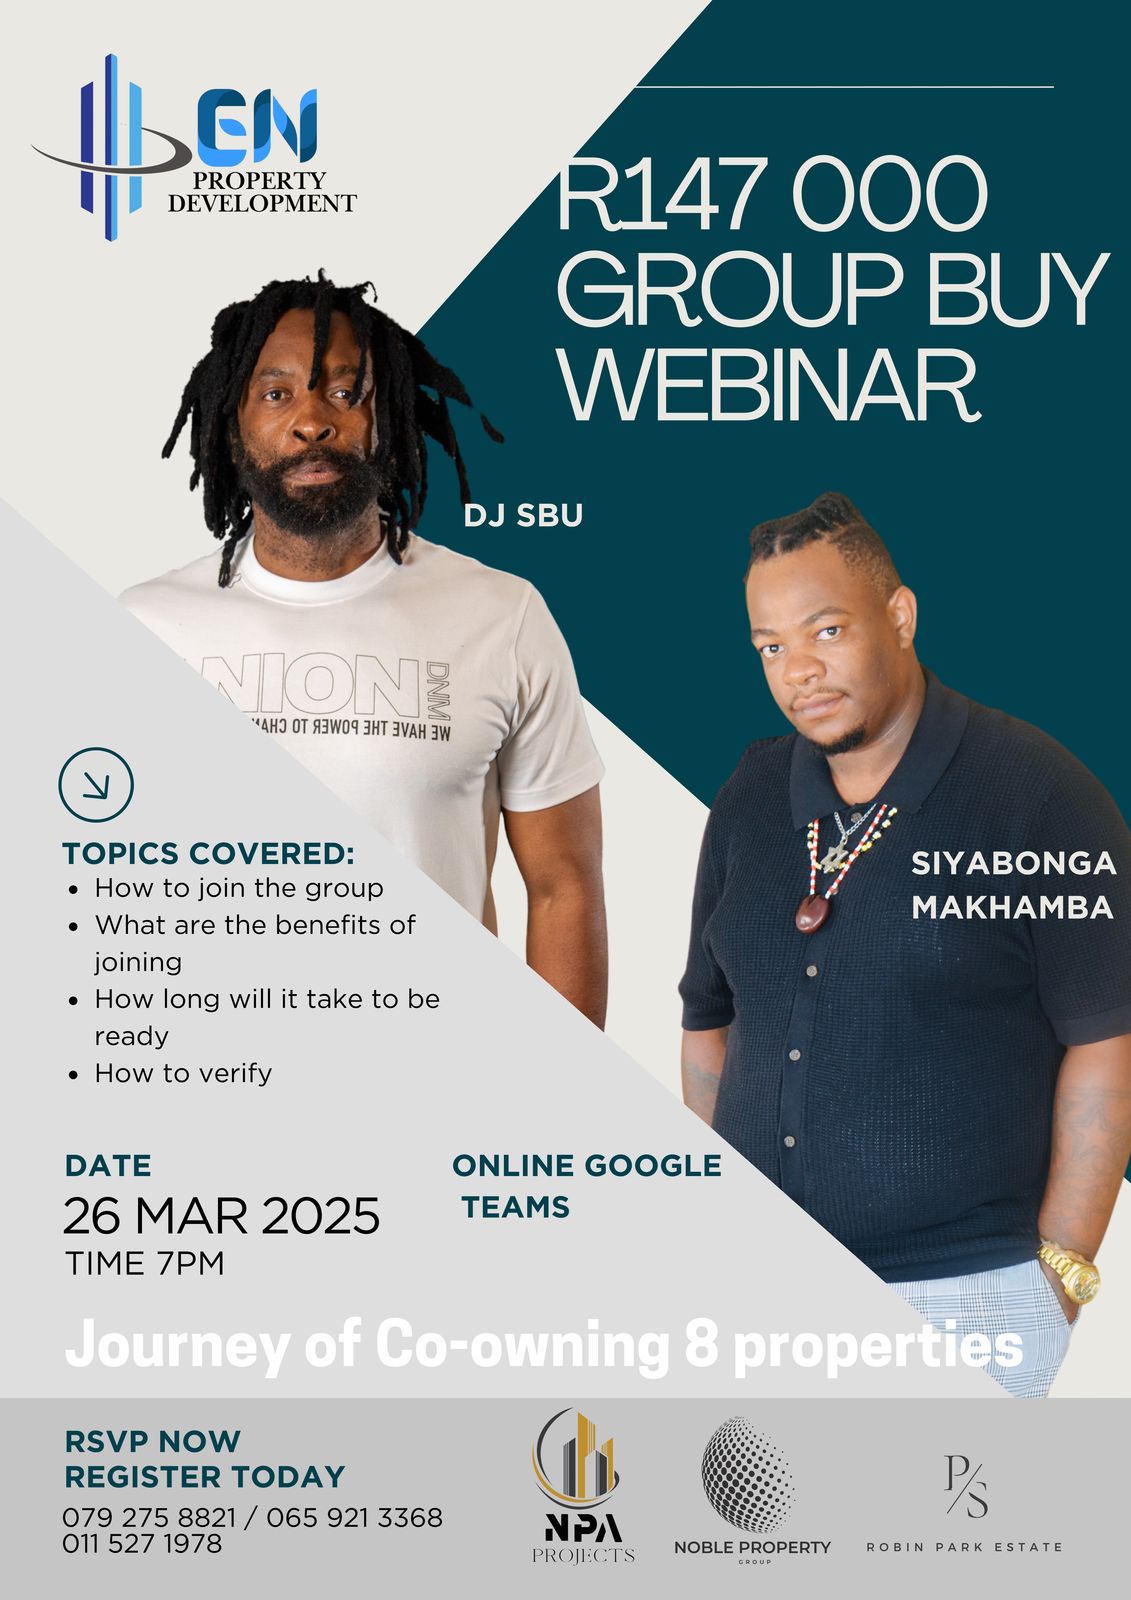 EN
PROPERTY
DEVELOPMENT
R147 000
GROUP BUY
WEBINAR
DJ SBU
NION
DNM
WE HAVE THE POWER TO
SIYABONGA
MAKHAMBA
TOPICS COVERED:
• How to join the group
• What are the benefits of
joining
• How long will it take to be
ready
• How to verify
DATE
26 MAR 2025
TIME 7PM
ONLINE GOOGLE
TEAMS
Journey of Co-owning 8 properties
RSVP NOW
REGISTER TODAY
079 275 8821 / 065 921 3368
011 527 1978
NPA
PROJECTS
NOBLE PROPERTY
GROUP
P/S
ROBIN PARK ESTATE